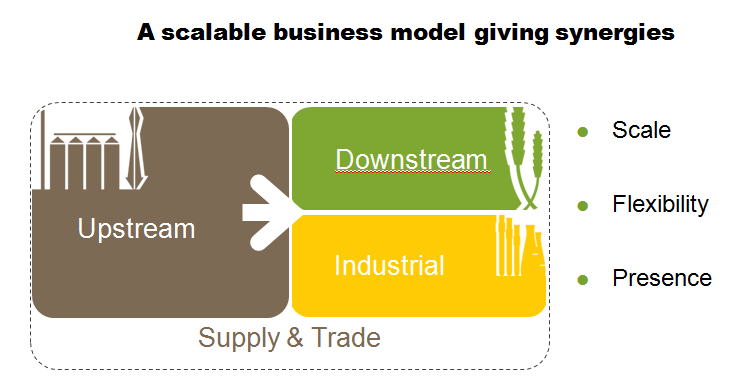 A scalable business model giving synergies
Upstream
Downstream
Industrial
Supply & Trade
● Scale
● Flexibility
● Presence